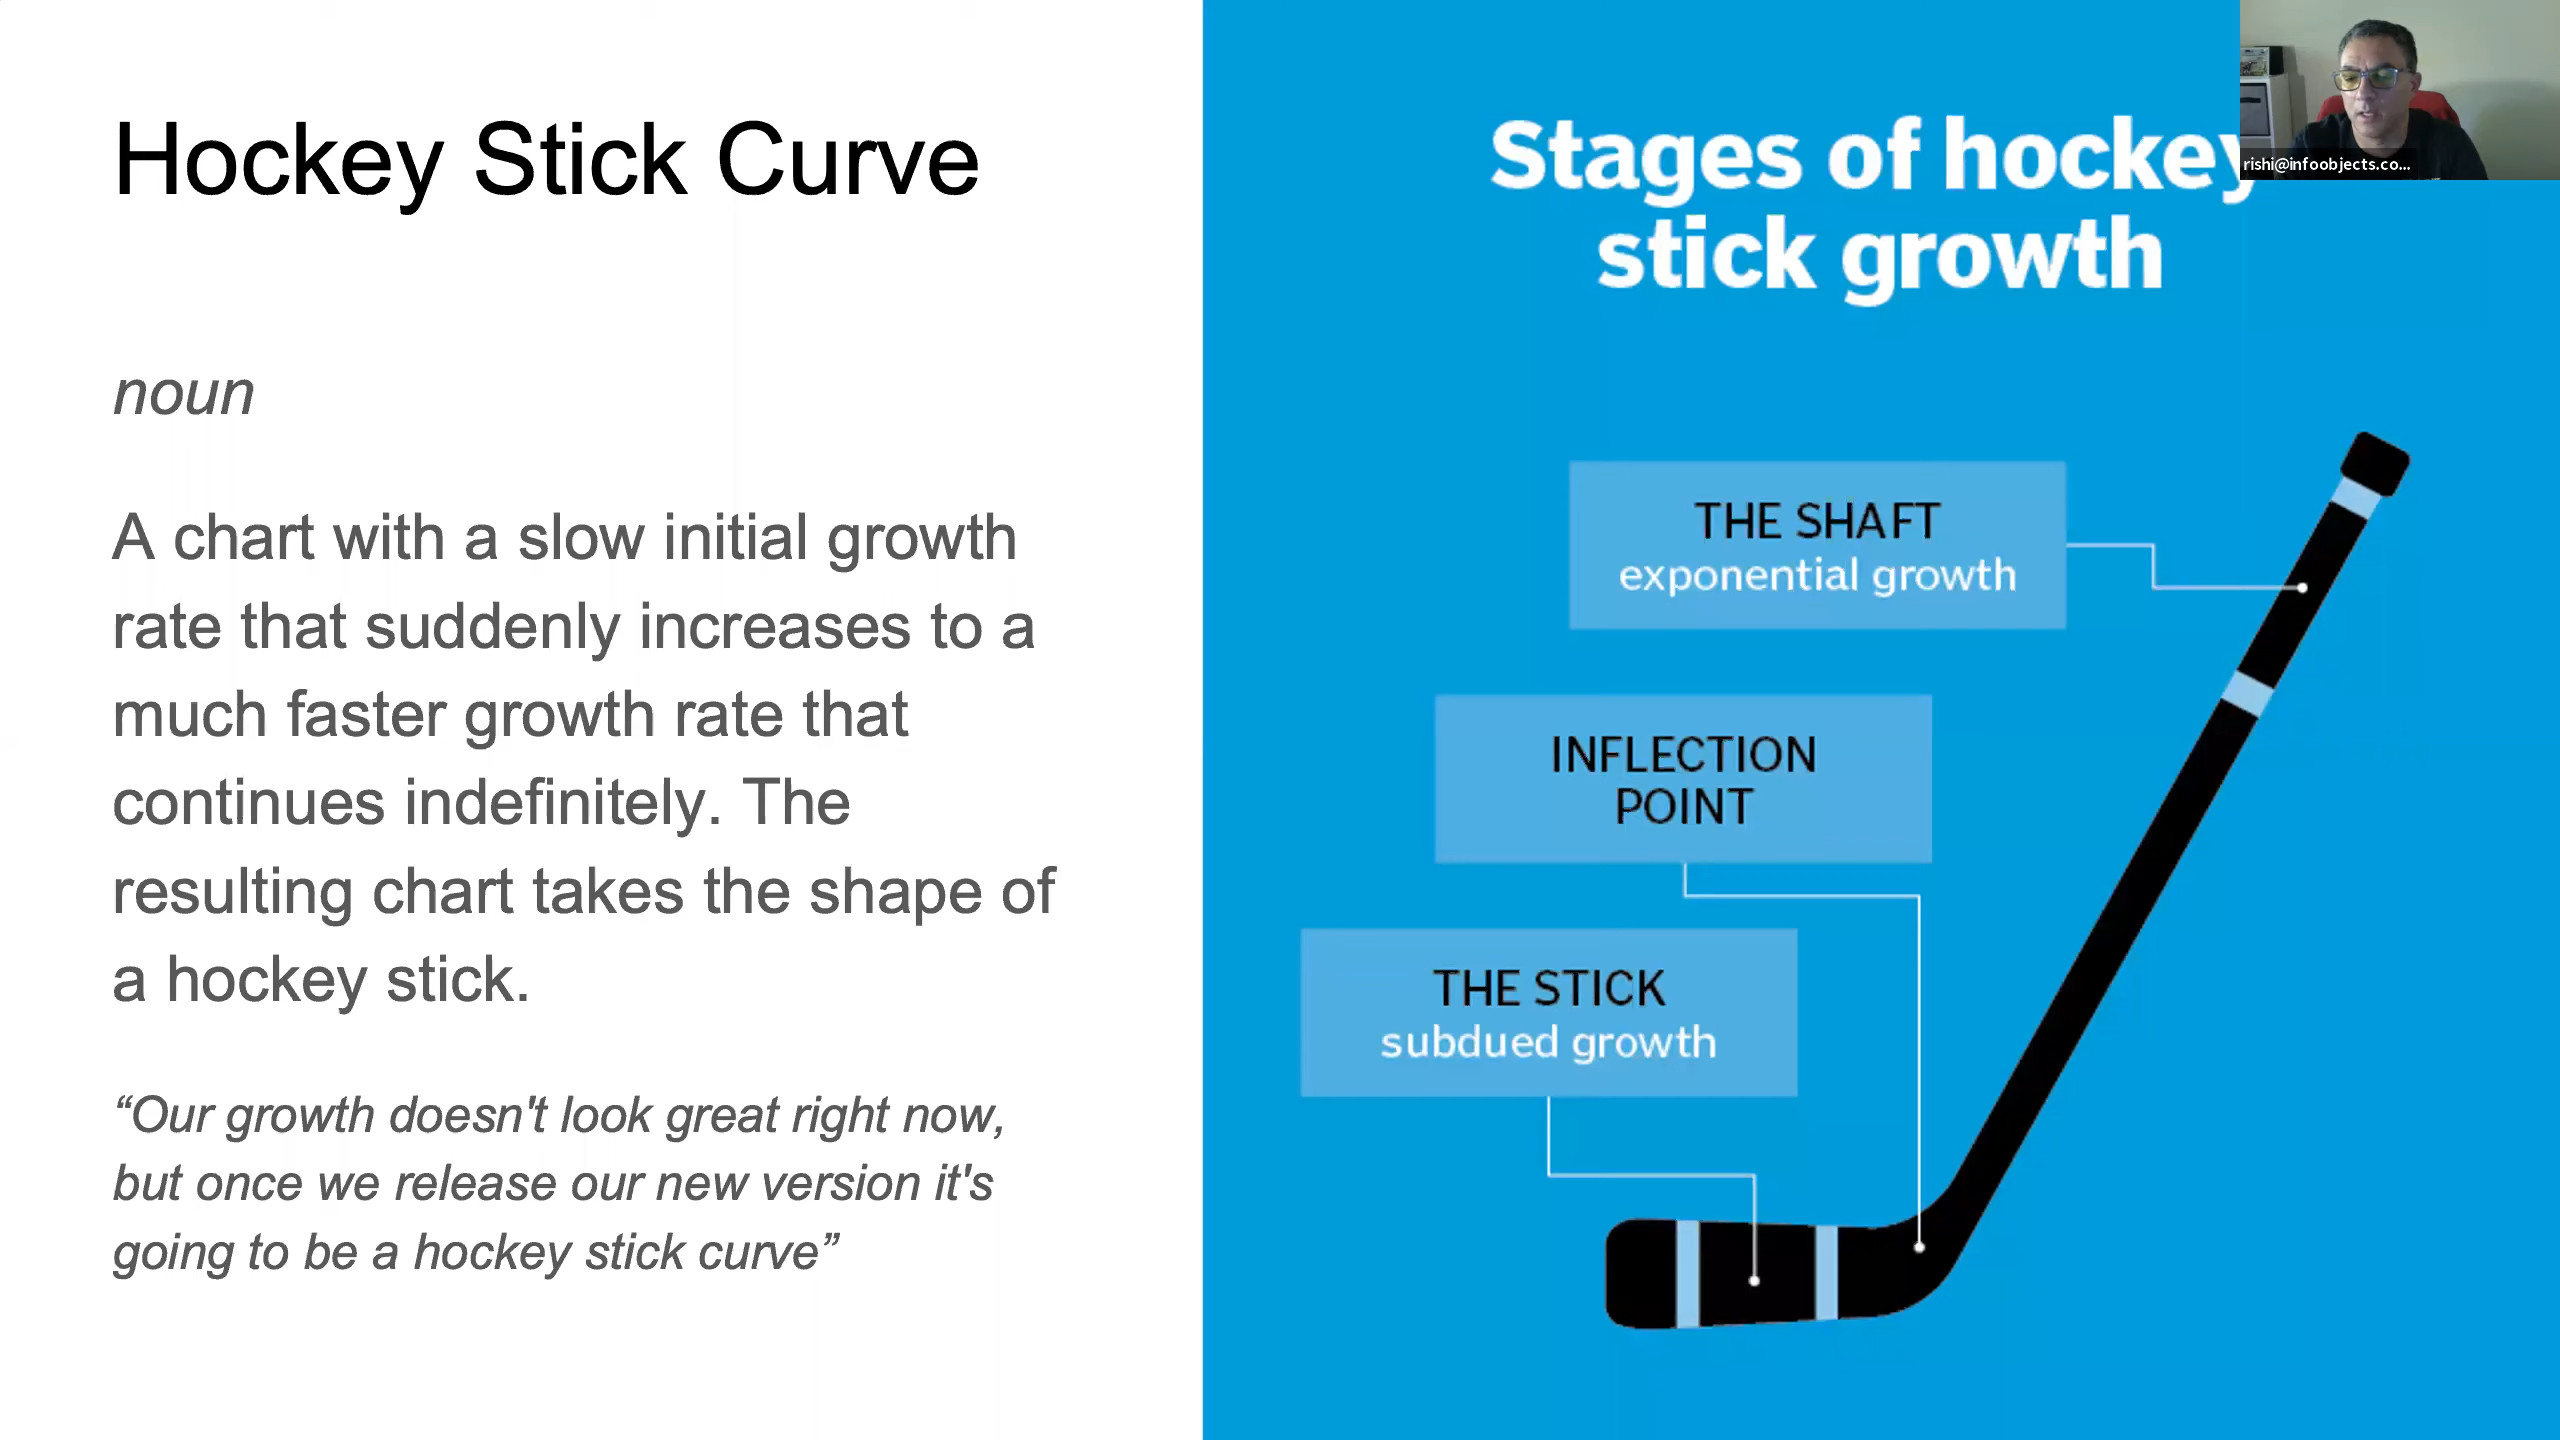 Hockey Stick Curve
noun
A chart with a slow initial growth
rate that suddenly increases to a
much faster growth rate that
continues indefinitely. The
resulting chart takes the shape of
a hockey stick.
“Our growth doesn't look great right now,
but once we release our new version it's
going to be a hockey stick curve”
Stages of hockey
stick growth
THE SHAFT
exponential growth
INFLECTION
POINT
THE STICK
subdued growth
rishi@infoobjects.co...